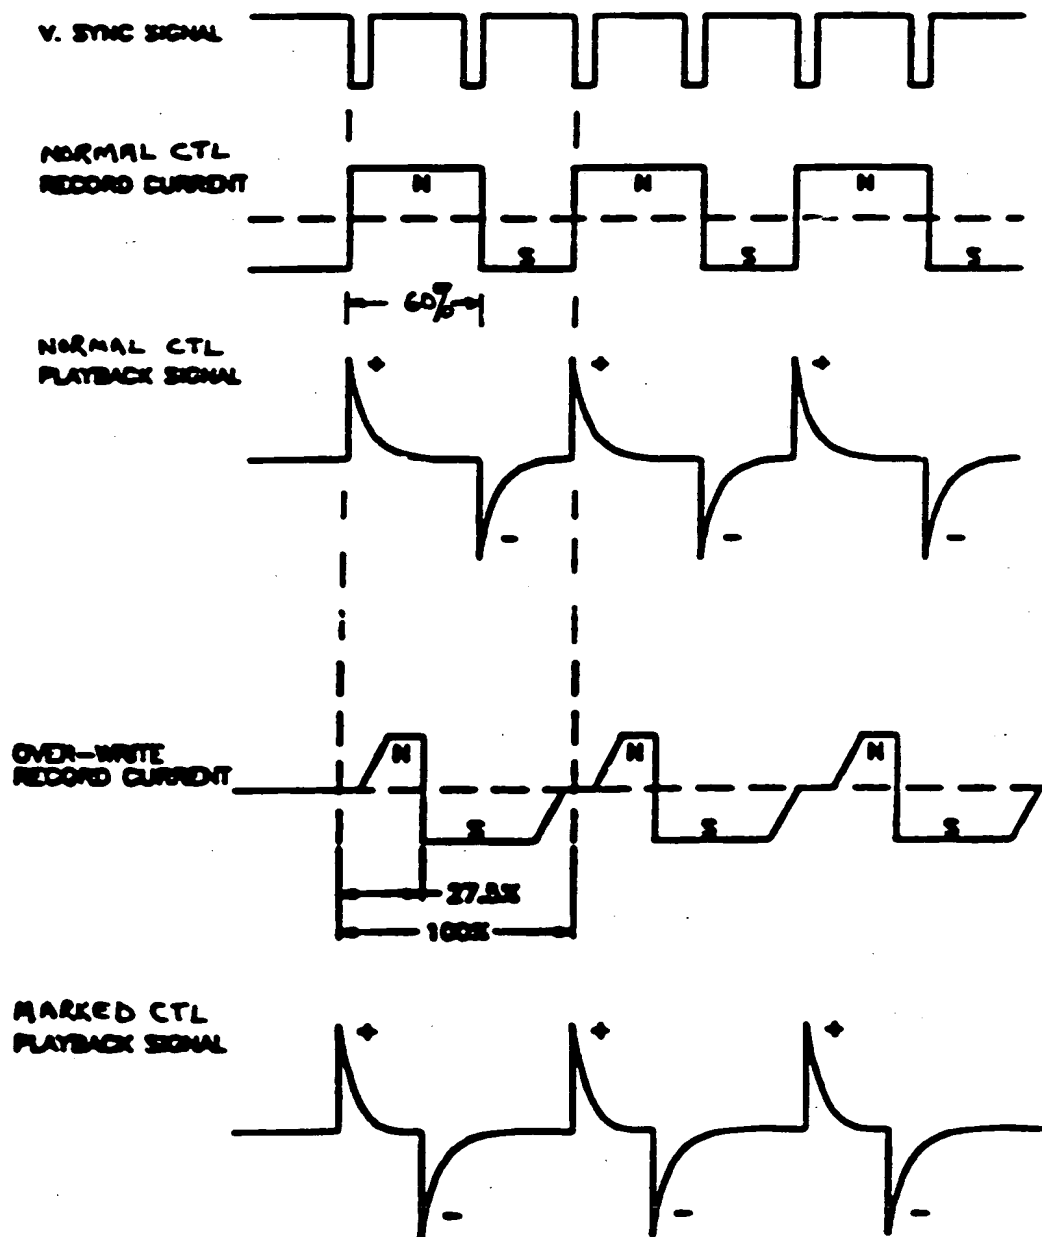 V. SYNC SIGNAL
NORMAL CTL
RECORD CURRENT
N N N
S S S
60%
NORMAL CTL
PLAYBACK SIGNAL
+ + +
- - -
OVER-WRITE
RECORD CURRENT
N N N
S S S
27.5%
100%
MARKED CTL
PLAYBACK SIGNAL
+ + +
- - -